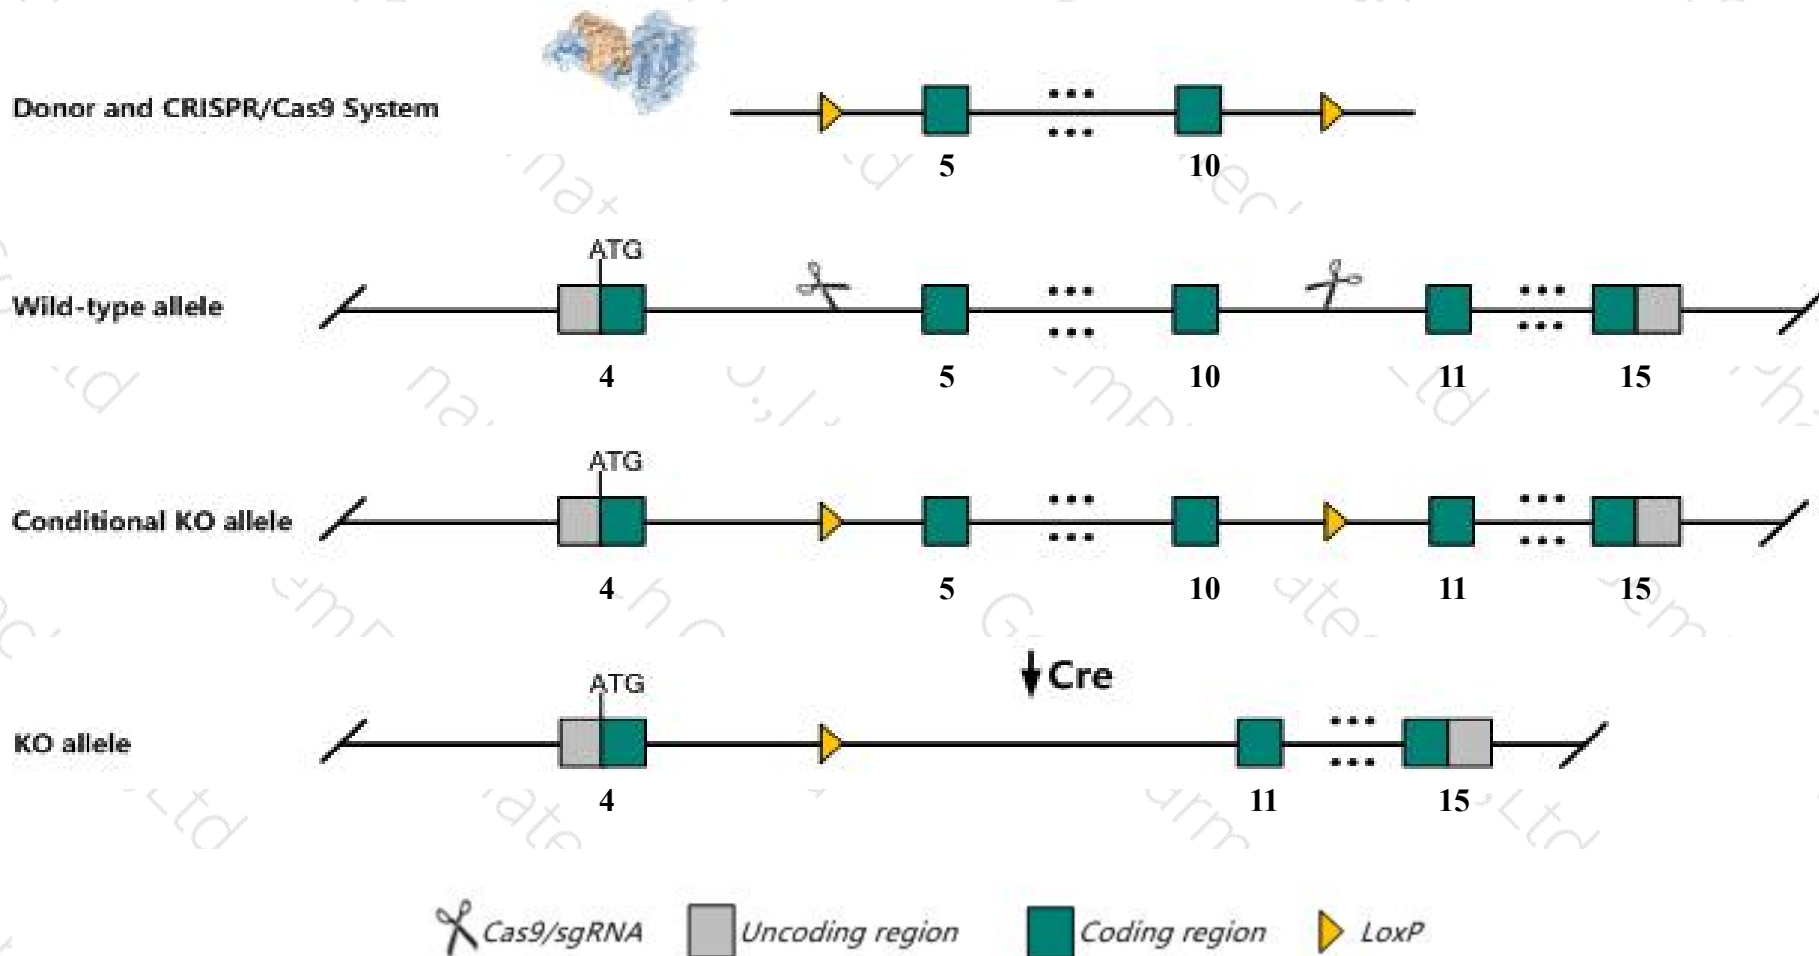 Donor and CRISPR/Cas9 System
5 10
ATG
Wild-type allele
4 5 10 11 15
ATG
Conditional KO allele
4 5 10 11 15
Cre
ATG
KO allele
4 11 15
Cas9/sgRNA Uncoding region Coding region LoxP